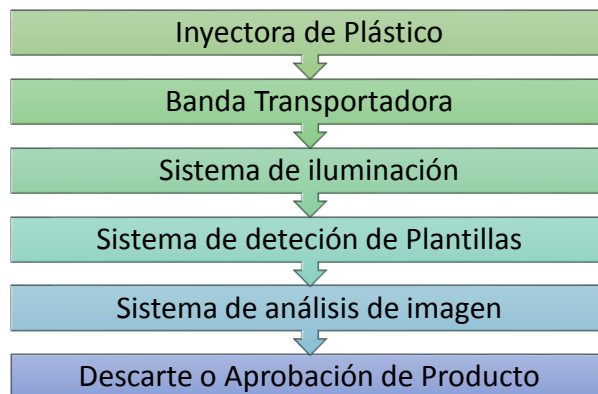 Inyectora de Plástico
Banda Transportadora
Sistema de iluminación
Sistema de deteción de Plantillas
Sistema de análisis de imagen
Descarte o Aprobación de Producto